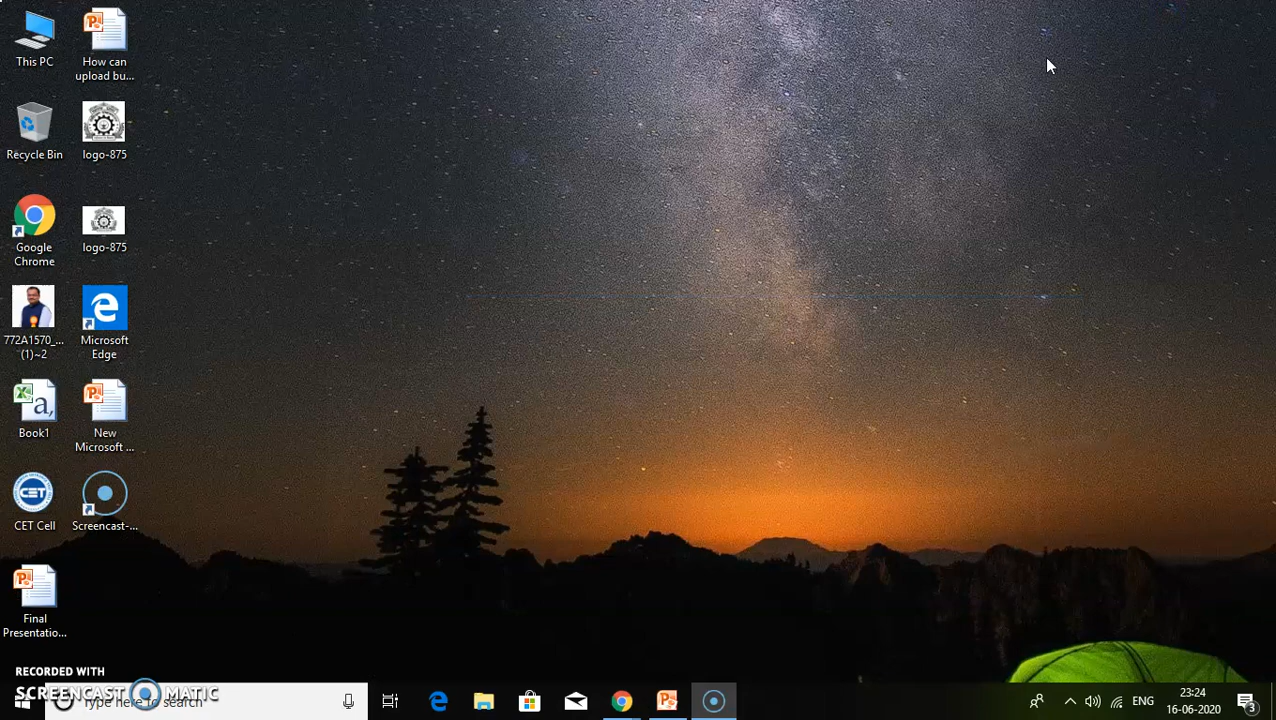 This PC
How can
upload bu...
Recycle Bin
logo-875
Google
Chrome
logo-875
772A1570_...
(1)~2
Microsoft
Edge
Book1
New
Microsoft ...
CET
CET Cell
Screencast-...
Final
Presentatio...
RECORDED WITH
SCREENCAST MATIC
Type here to search
ENG
23:24
16-06-2020
3